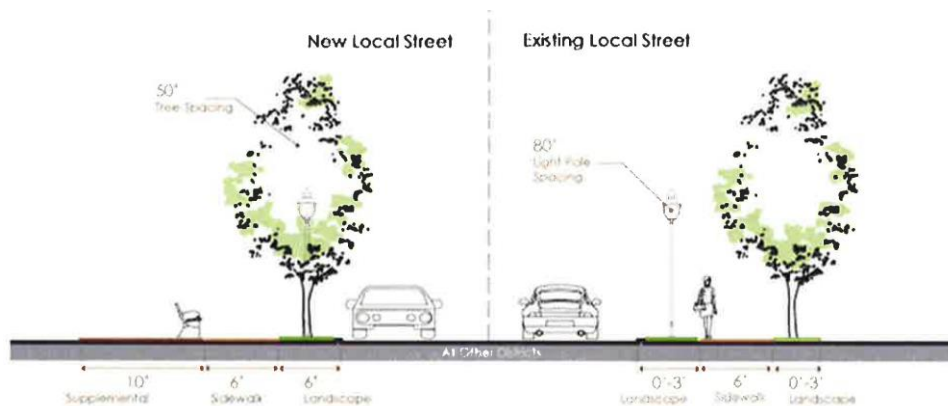 New Local Street
Existing Local Street
50'
Tree Spacing
80'
Light Pole
Spacing
All Other Objects
10'
Supplemental
6'
Sidewalk
6'
Landscape
0'-3'
Landscape
6'
Sidewalk
0'-3'
Landscape